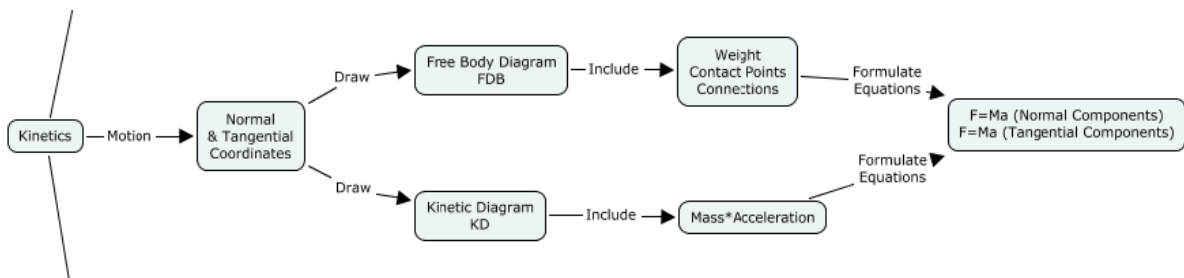 Kinetics
Motion
Normal
& Tangential
Coordinates
Draw
Free Body Diagram
FDB
Include
Weight
Contact Points
Connections
Formulate
Equations
Draw
Kinetic Diagram
KD
Include
Mass*Acceleration
Formulate
Equations
F=Ma (Normal Components)
F=Ma (Tangential Components)